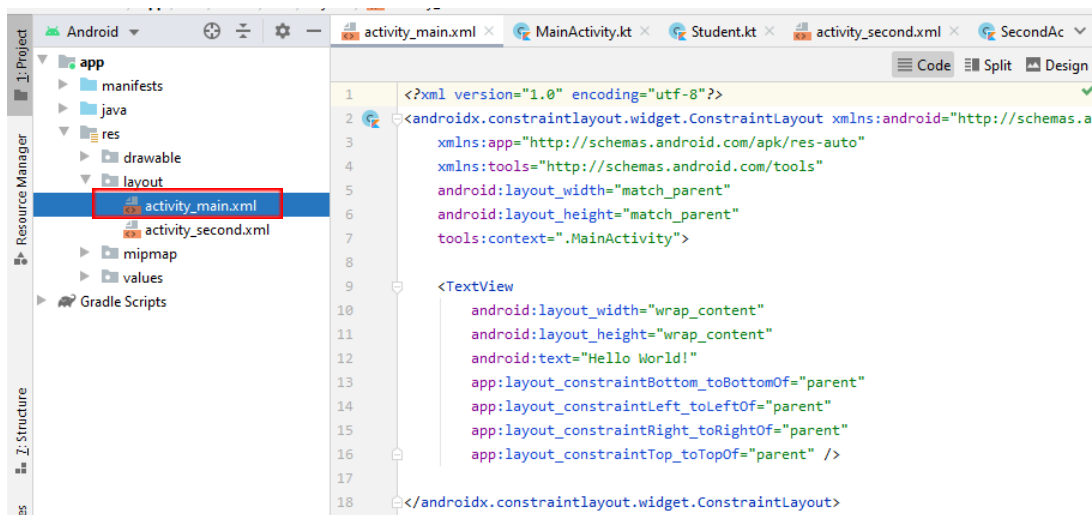 Android
activity_main.xml
MainActivity.kt
Student.kt
activity_second.xml
SecondAc
Code
Split
Design
1: Project
Resource Manager
7: Structure
app
manifests
java
res
drawable
layout
activity_main.xml
activity_second.xml
mipmap
values
Gradle Scripts
1 <?xml version="1.0" encoding="utf-8"?>
2 <androidx.constraintlayout.widget.ConstraintLayout xmlns:android="http://schemas.a
3 xmlns:app="http://schemas.android.com/apk/res-auto"
4 xmlns:tools="http://schemas.android.com/tools"
5 android:layout_width="match_parent"
6 android:layout_height="match_parent"
7 tools:context=".MainActivity">
8
9 <TextView
10 android:layout_width="wrap_content"
11 android:layout_height="wrap_content"
12 android:text="Hello World!"
13 app:layout_constraintBottom_toBottomOf="parent"
14 app:layout_constraintLeft_toLeftOf="parent"
15 app:layout_constraintRight_toRightOf="parent"
16 app:layout_constraintTop_toTopOf="parent" />
17
18 </androidx.constraintlayout.widget.ConstraintLayout>